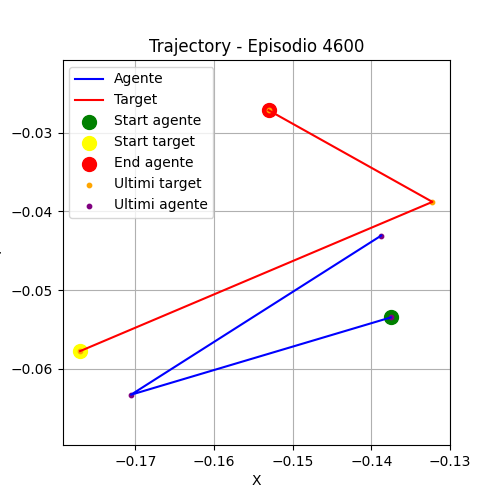 Trajectory - Episodio 4600
Agente
Target
Start agente
Start target
End agente
Ultimi target
Ultimi agente
−0.03
−0.04
−0.05
−0.06
−0.17
−0.16
−0.15
−0.14
−0.13
X